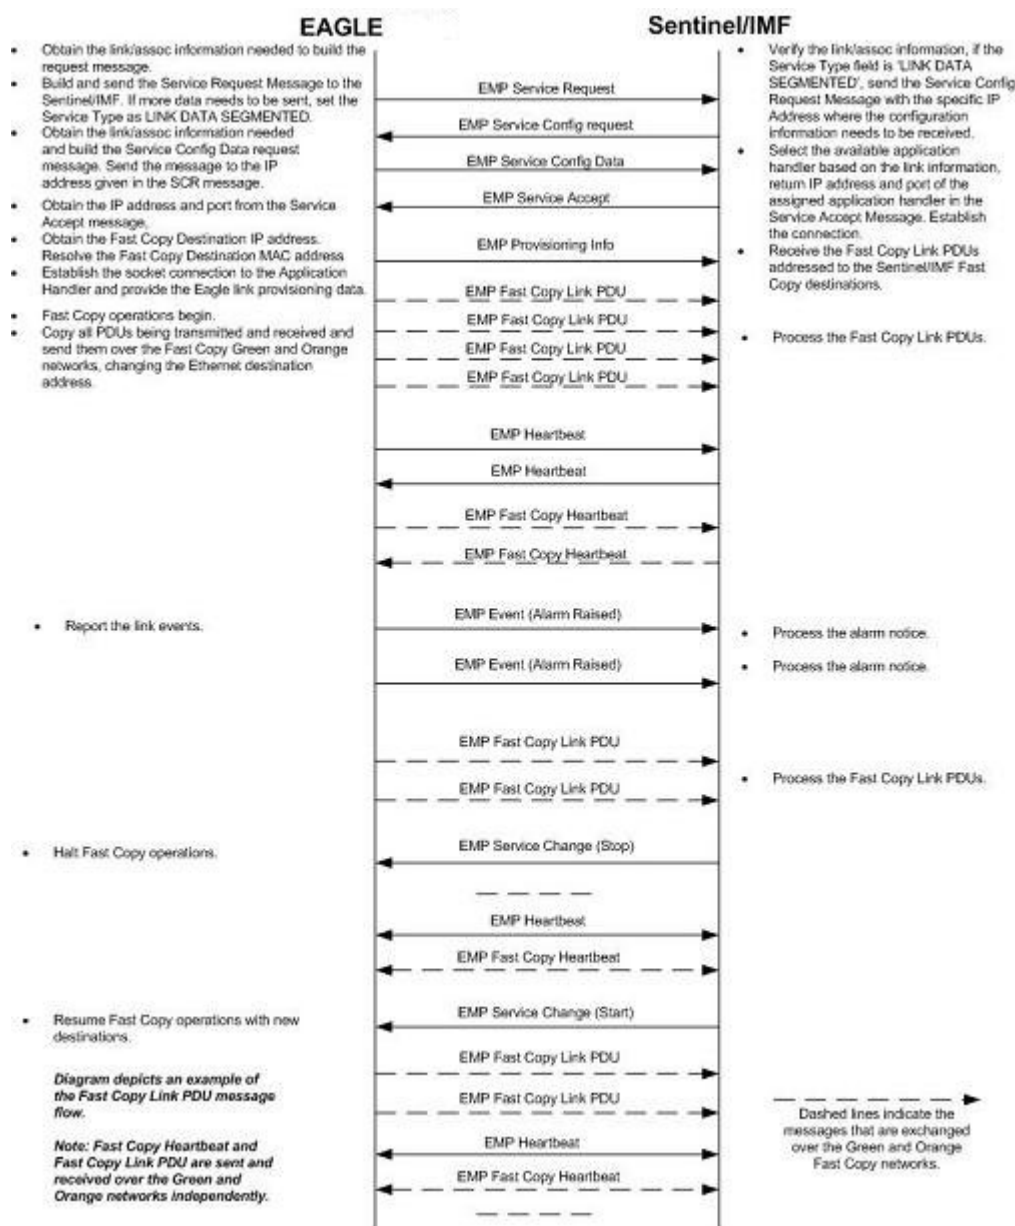 EAGLE
Sentinel/IMF
• Obtain the link/assoc information needed to build the
request message.
• Build and send the Service Request Message to the
Sentinel/IMF. If more data needs to be sent, set the
Service Type as LINK DATA SEGMENTED.
• Obtain the link/assoc information needed
and build the Service Config Data request
message. Send the message to the IP
address given in the SCR message.
• Obtain the IP address and port from the Service
Accept message,
• Obtain the Fast Copy Destination IP address.
Resolve the Fast Copy Destination MAC address
• Establish the socket connection to the Application
Handler and provide the Eagle link provisioning data.
• Fast Copy operations begin.
• Copy all PDUs being transmitted and received and
send them over the Fast Copy Green and Orange
networks, changing the Ethernet destination
address.
EMP Service Request
EMP Service Config request
EMP Service Config Data
EMP Service Accept
EMP Provisioning Info
EMP Fast Copy Link PDU
EMP Fast Copy Link PDU
EMP Fast Copy Link PDU
EMP Fast Copy Link PDU
• Verify the link/assoc information, if the
Service Type field is 'LINK DATA
SEGMENTED', send the Service Config
Request Message with the specific IP
Address where the configuration
information needs to be received.
• Select the available application
handler based on the link information,
return IP address and port of the
assigned application handler in the
Service Accept Message. Establish
the connection.
• Receive the Fast Copy Link PDUs
addressed to the Sentinel/IMF Fast
Copy destinations.
• Process the Fast Copy Link PDUs.
EMP Heartbeat
EMP Heartbeat
EMP Fast Copy Heartbeat
EMP Fast Copy Heartbeat
• Report the link events.
EMP Event (Alarm Raised)
• Process the alarm notice.
EMP Event (Alarm Raised)
• Process the alarm notice.
EMP Fast Copy Link PDU
EMP Fast Copy Link PDU
• Process the Fast Copy Link PDUs.
• Halt Fast Copy operations.
EMP Service Change (Stop)
EMP Heartbeat
EMP Fast Copy Heartbeat
• Resume Fast Copy operations with new
destinations.
EMP Service Change (Start)
EMP Fast Copy Link PDU
EMP Fast Copy Link PDU
EMP Heartbeat
EMP Fast Copy Heartbeat
Diagram depicts an example of
the Fast Copy Link PDU message
flow.
Note: Fast Copy Heartbeat and
Fast Copy Link PDU are sent and
received over the Green and
Orange networks independently.
Dashed lines indicate the
messages that are exchanged
over the Green and Orange
Fast Copy networks.